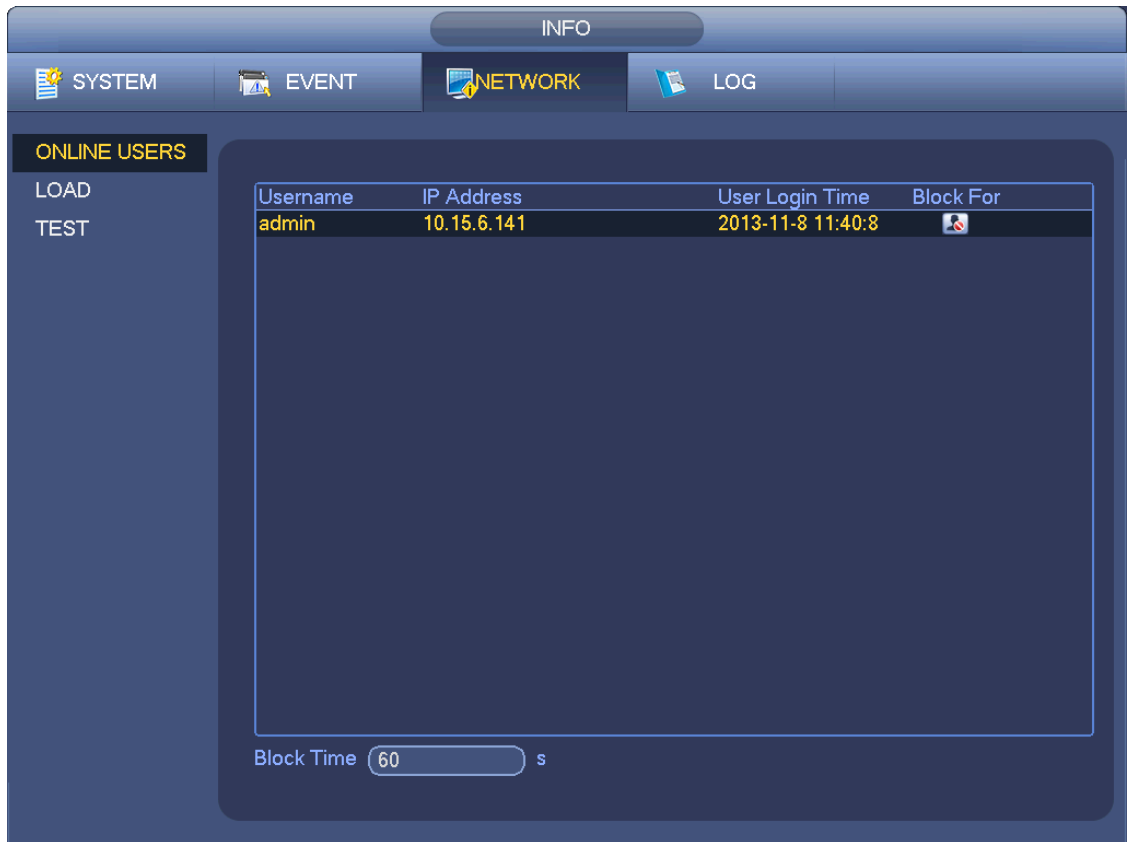 INFO
SYSTEM EVENT NETWORK LOG
ONLINE USERS
LOAD
TEST
Username IP Address User Login Time Block For
admin 10.15.6.141 2013-11-8 11:40:8
Block Time 60 s